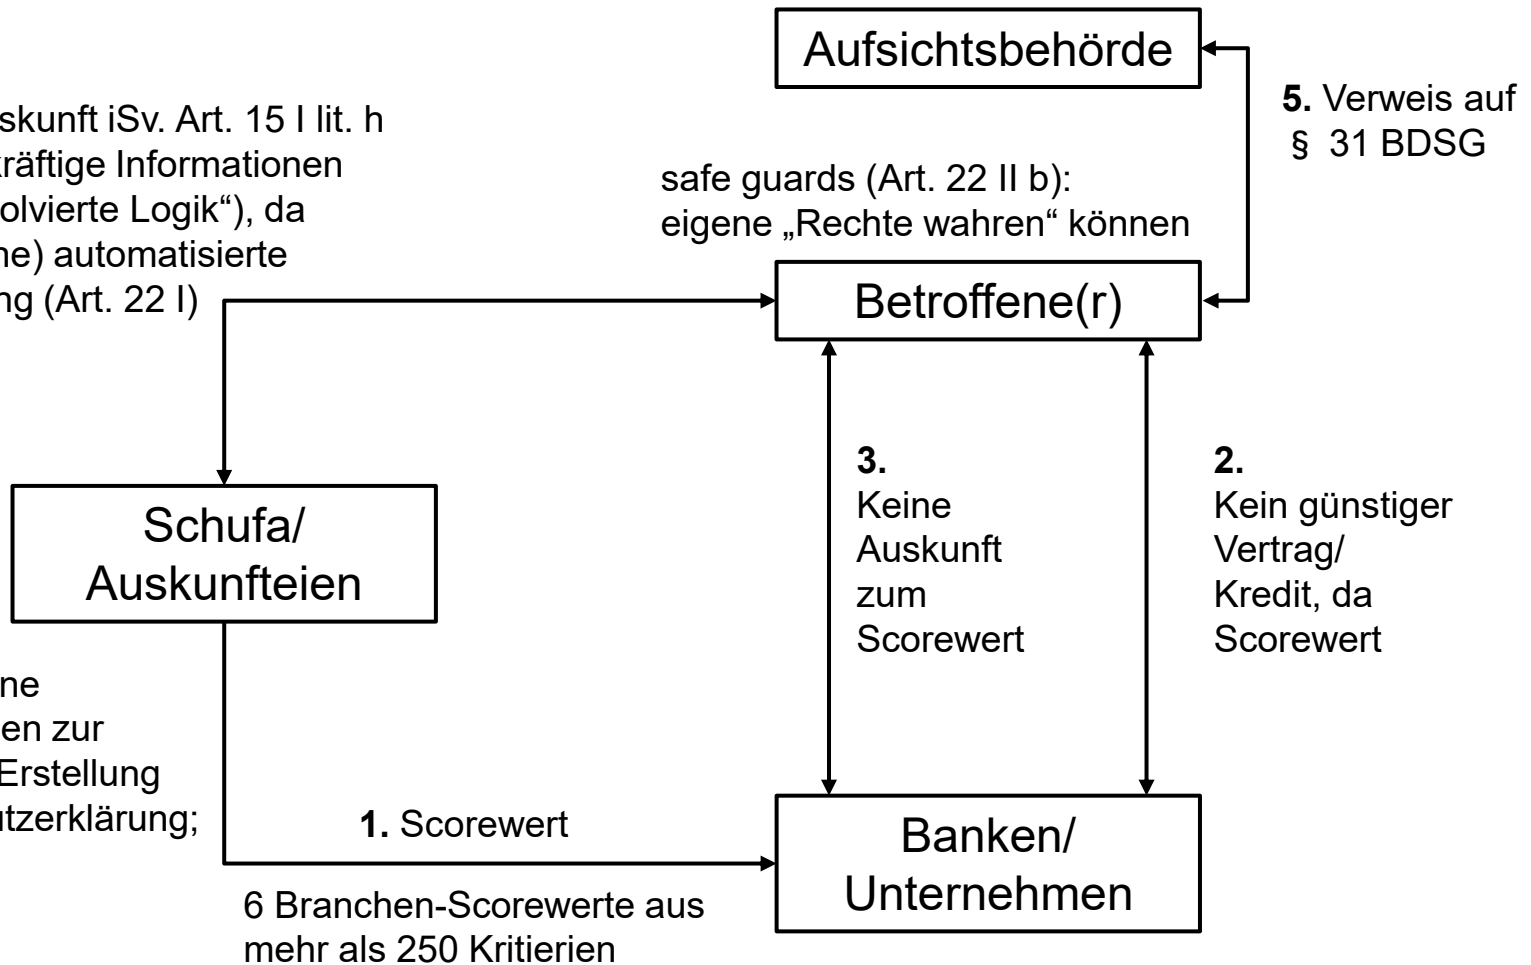 Aufsichtsbehörde
5. Verweis auf
§ 31 BDSG
skunft iSv. Art. 15 I lit. h
kräftige Informationen
olvierte Logik“), da
ne) automatisierte
ng (Art. 22 I)
safe guards (Art. 22 II b):
eigene „Rechte wahren“ können
Betroffene(r)
Schufa/
Auskunfteien
3.
Keine
Auskunft
zum
Scorewert
2.
Kein günstiger
Vertrag/
Kredit, da
Scorewert
ne
en zur
Erstellung
utzerklärung;
1. Scorewert
6 Branchen-Scorewerte aus
mehr als 250 Kritierien
Banken/
Unternehmen